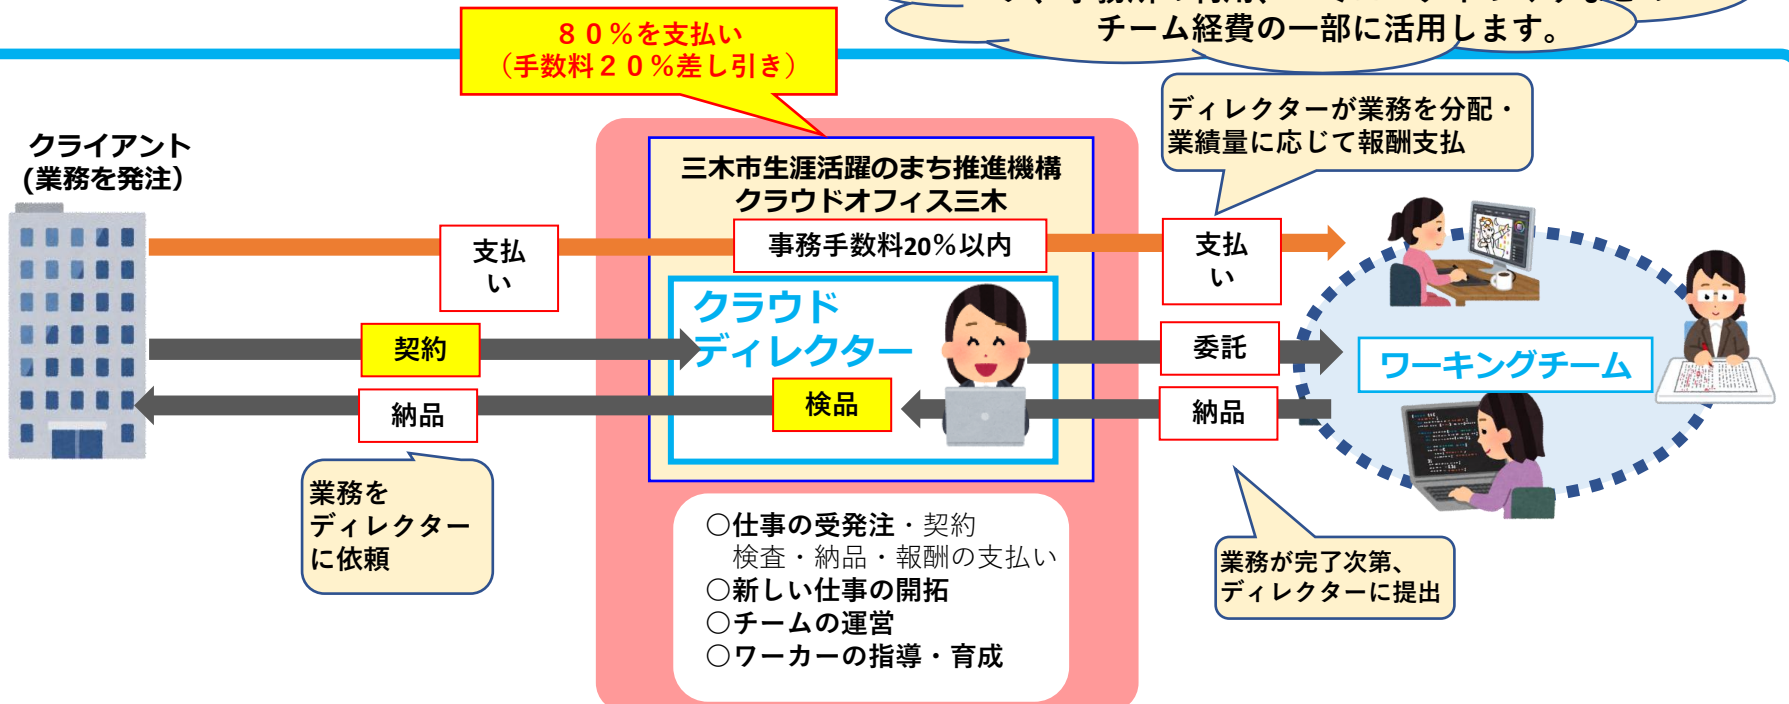 チーム経費の一部に活用します。
８０％を支払い
（手数料２０％差し引き）
ディレクターが業務を分配・
業績量に応じて報酬支払
クライアント
(業務を発注）
三木市生涯活躍のまち推進機構
クラウドオフィス三木
支払
い
事務手数料20％以内
支払
い
クラウド
ディレクター
契約
委託
ワーキングチーム
納品
検品
納品
業務を
ディレクター
に依頼
○仕事の受発注・契約
検査・納品・報酬の支払い
○新しい仕事の開拓
○チームの運営
○ワーカーの指導・育成
業務が完了次第、
ディレクターに提出